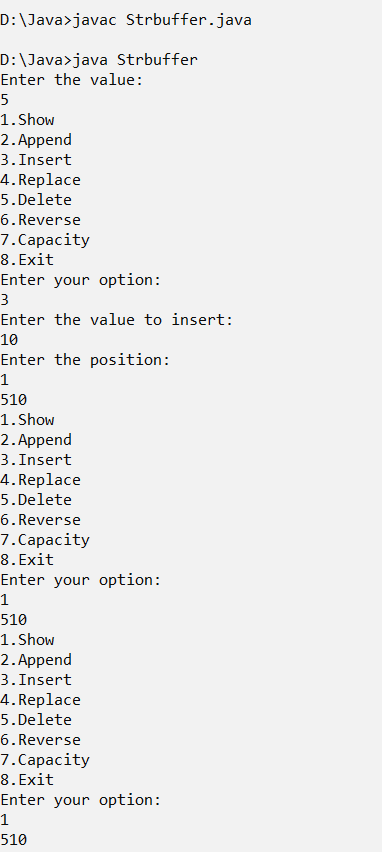 D:\Java>javac Strbuffer.java
D:\Java>java Strbuffer
Enter the value:
5
1.Show
2.Append
3.Insert
4.Replace
5.Delete
6.Reverse
7.Capacity
8.Exit
Enter your option:
3
Enter the value to insert:
10
Enter the position:
1
510
1.Show
2.Append
3.Insert
4.Replace
5.Delete
6.Reverse
7.Capacity
8.Exit
Enter your option:
1
510
1.Show
2.Append
3.Insert
4.Replace
5.Delete
6.Reverse
7.Capacity
8.Exit
Enter your option:
1
510